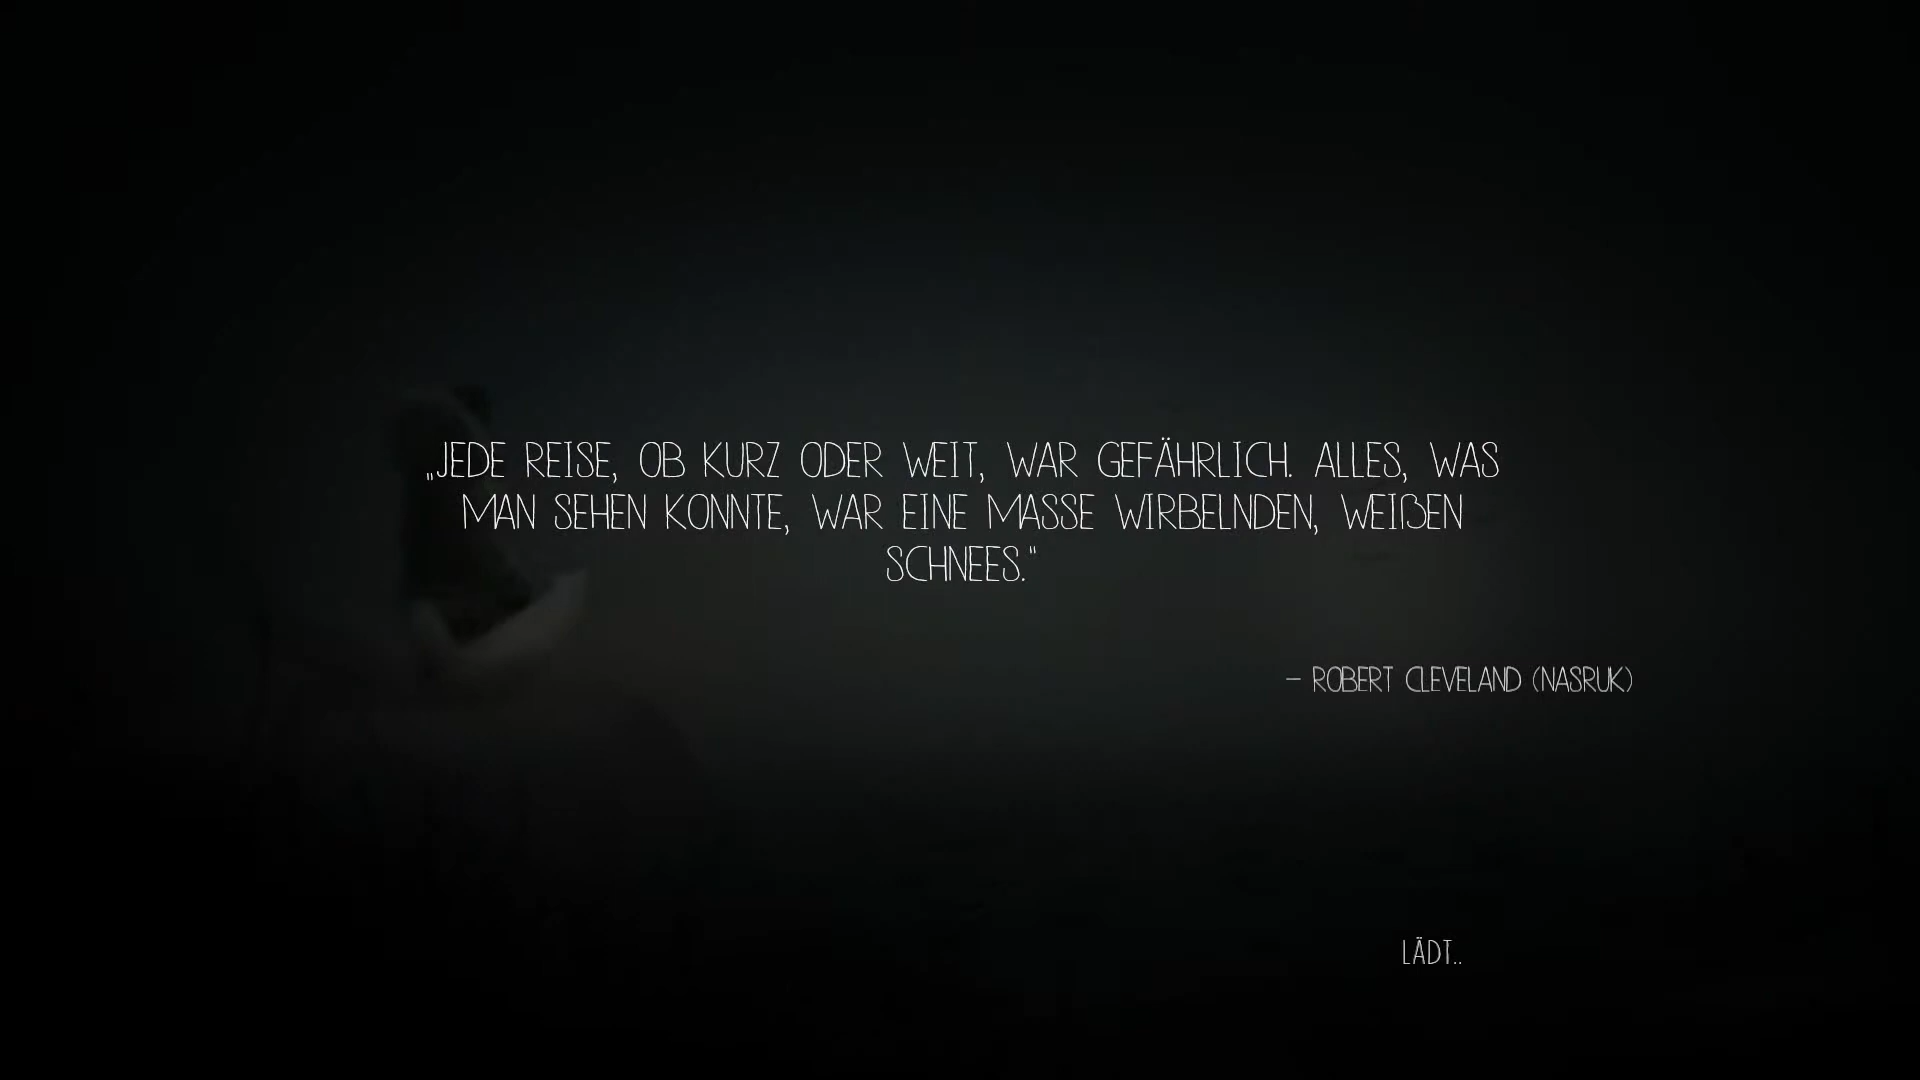 „JEDE REISE, OB KURZ ODER WEIT, WAR GEFÄHRLICH. ALLES, WAS
MAN SEHEN KONNTE, WAR EINE MASSE WIRBELNDEN, WEIßEN
SCHNEES."
– ROBERT CLEVELAND (NASRUK)
LÄDT..